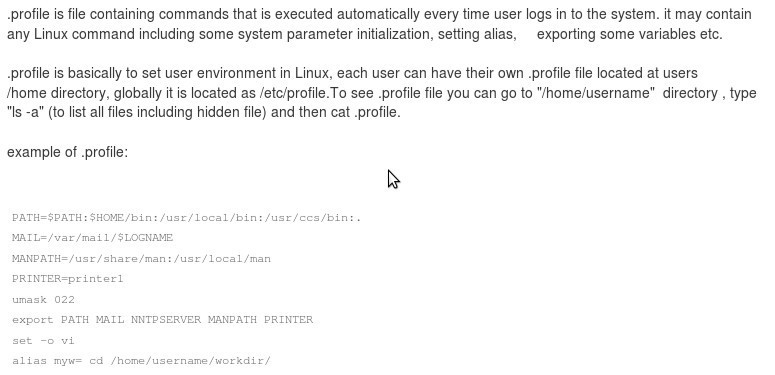 .profile is file containing commands that is executed automatically every time user logs in to the system. it may contain
any Linux command including some system parameter initialization, setting alias, exporting some variables etc.
.profile is basically to set user environment in Linux, each user can have their own .profile file located at users
/home directory, globally it is located as /etc/profile.To see .profile file you can go to "/home/username" directory , type
"ls -a" (to list all files including hidden file) and then cat .profile.
example of .profile:
PATH=$PATH:$HOME/bin:/usr/local/bin:/usr/ccs/bin:.
MAIL=/var/mail/$LOGNAME
MANPATH=/usr/share/man:/usr/local/man
PRINTER=printer1
umask 022
export PATH MAIL NNTPSERVER MANPATH PRINTER
set -o vi
alias myw= cd /home/username/workdir/